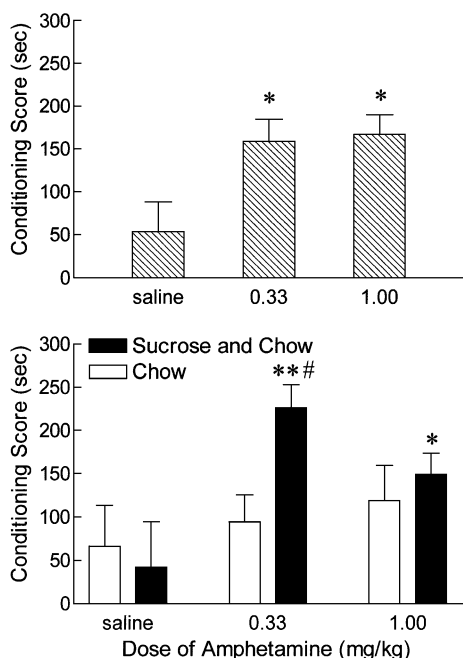 Conditioning Score (sec)
300
250
200
150
100
50
0
*
*
saline 0.33 1.00
Conditioning Score (sec)
300
250
200
150
100
50
0
Sucrose and Chow
Chow
**#
*
saline 0.33 1.00
Dose of Amphetamine (mg/kg)